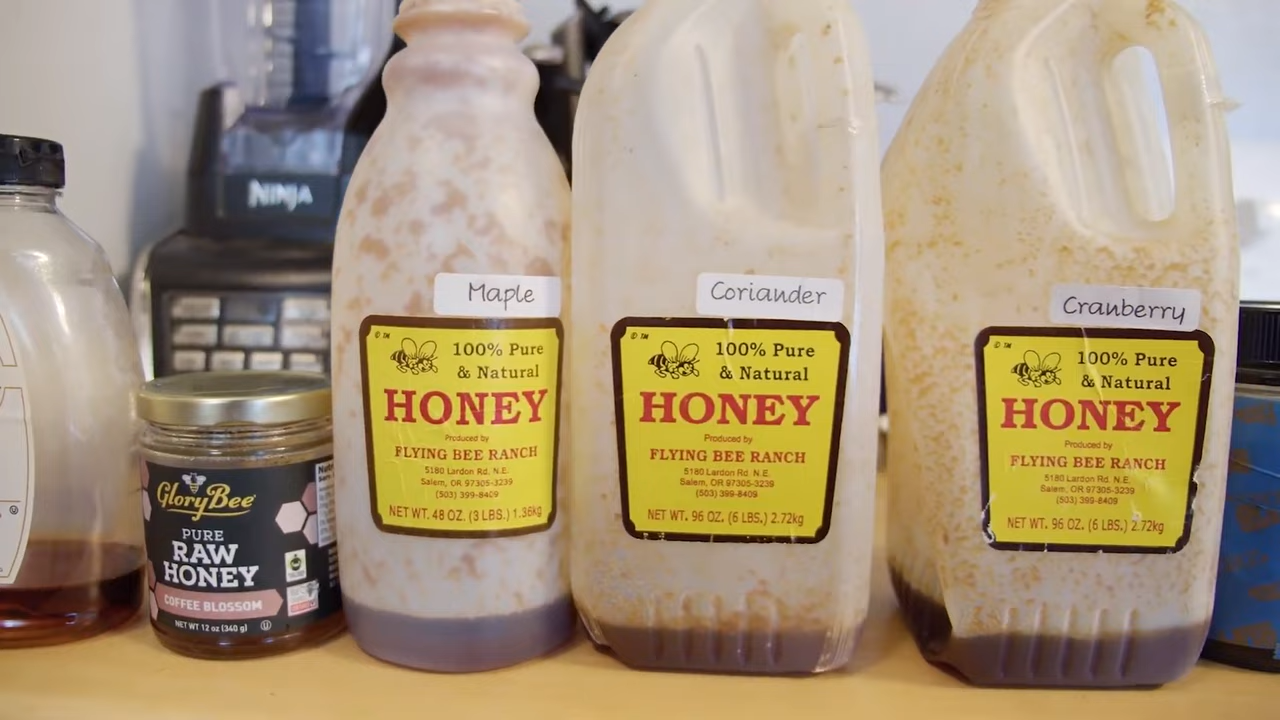 NINJA
GloryBee
PURE
RAW
HONEY
COFFEE BLOSSOM
NET WT 12 oz (340 g)
Maple
© TM
100% Pure
& Natural
HONEY
Produced by
FLYING BEE RANCH
5180 Lardon Rd. N.E.
Salem, OR 97305-3239
(503) 399-8409
NET WT. 48 OZ. (3 LBS.) 1.36kg
Coriander
© TM
100% Pure
& Natural
HONEY
Produced by
FLYING BEE RANCH
5180 Lardon Rd. N.E.
Salem, OR 97305-3239
(503) 399-8409
NET WT. 96 OZ. (6 LBS.) 2.72kg
Cranberry
© TM
100% Pure
& Natural
HONEY
Produced by
FLYING BEE RANCH
5180 Lardon Rd. N.E.
Salem, OR 97305-3239
(503) 399-8409
NET WT. 96 OZ. (6 LBS.) 2.72kg